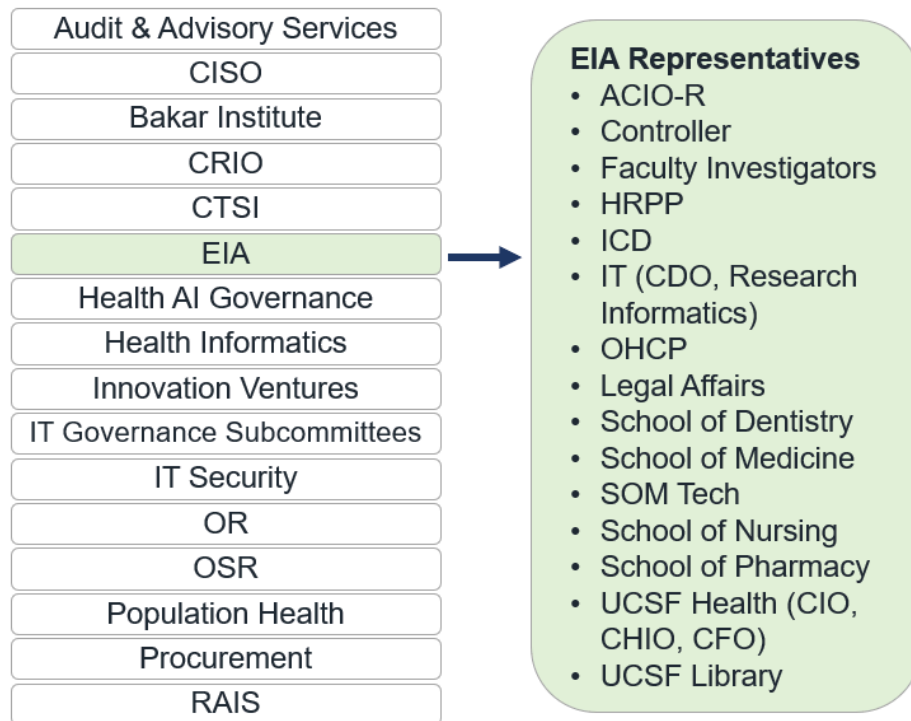 Audit & Advisory Services
CISO
Bakar Institute
CRIO
CTSI
EIA
Health AI Governance
Health Informatics
Innovation Ventures
IT Governance Subcommittees
IT Security
OR
OSR
Population Health
Procurement
RAIS
EIA Representatives
• ACIO-R
• Controller
• Faculty Investigators
• HRPP
• ICD
• IT (CDO, Research
Informatics)
• OHCP
• Legal Affairs
• School of Dentistry
• School of Medicine
• SOM Tech
• School of Nursing
• School of Pharmacy
• UCSF Health (CIO,
CHIO, CFO)
• UCSF Library